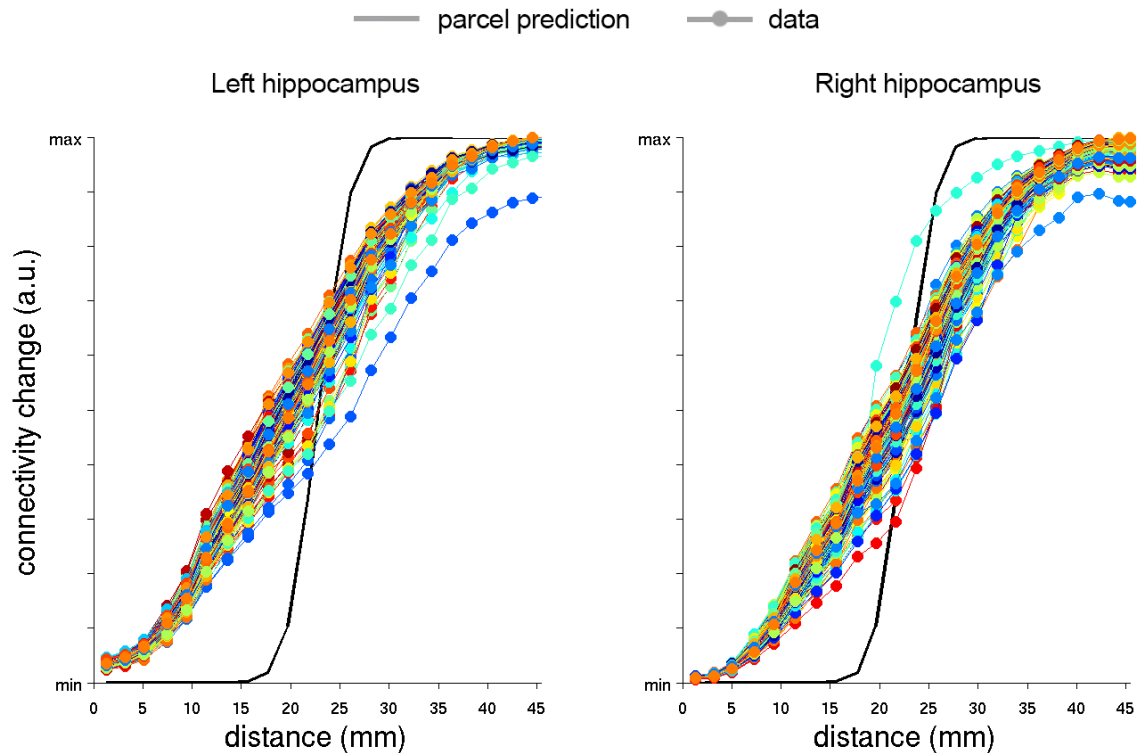 parcel prediction data
Left hippocampus
Right hippocampus
connectivity change (a.u.)
max
min
0 5 10 15 20 25 30 35 40 45
distance (mm)
max
min
0 5 10 15 20 25 30 35 40 45
distance (mm)